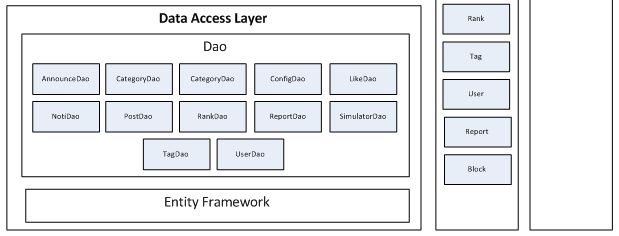 Data Access Layer
Dao
AnnounceDao CategoryDao CategoryDao ConfigDao LikeDao
NotiDao PostDao RankDao ReportDao SimulatorDao
TagDao UserDao
Entity Framework
Rank
Tag
User
Report
Block